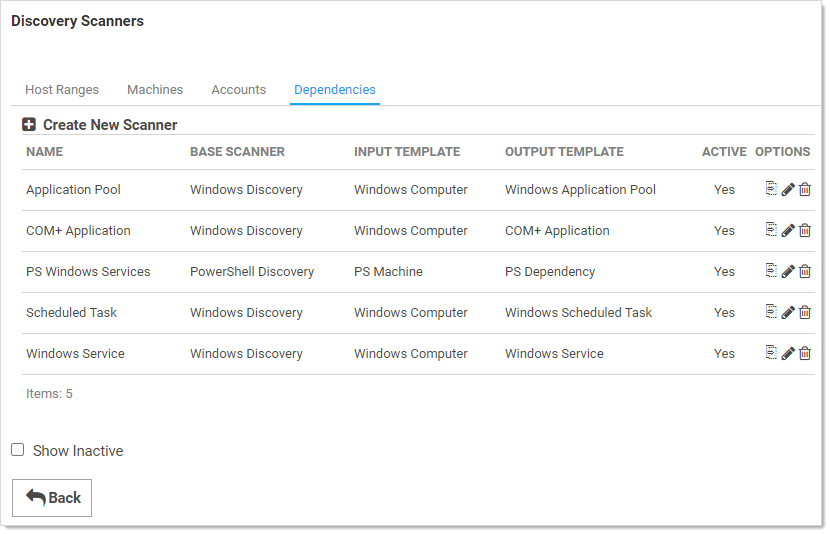 Discovery Scanners
Host Ranges Machines Accounts Dependencies
Create New Scanner
NAME BASE SCANNER INPUT TEMPLATE OUTPUT TEMPLATE ACTIVE OPTIONS
Application Pool Windows Discovery Windows Computer Windows Application Pool Yes
COM+ Application Windows Discovery Windows Computer COM+ Application Yes
PS Windows Services PowerShell Discovery PS Machine PS Dependency Yes
Scheduled Task Windows Discovery Windows Computer Windows Scheduled Task Yes
Windows Service Windows Discovery Windows Computer Windows Service Yes
Items: 5
Show Inactive
Back